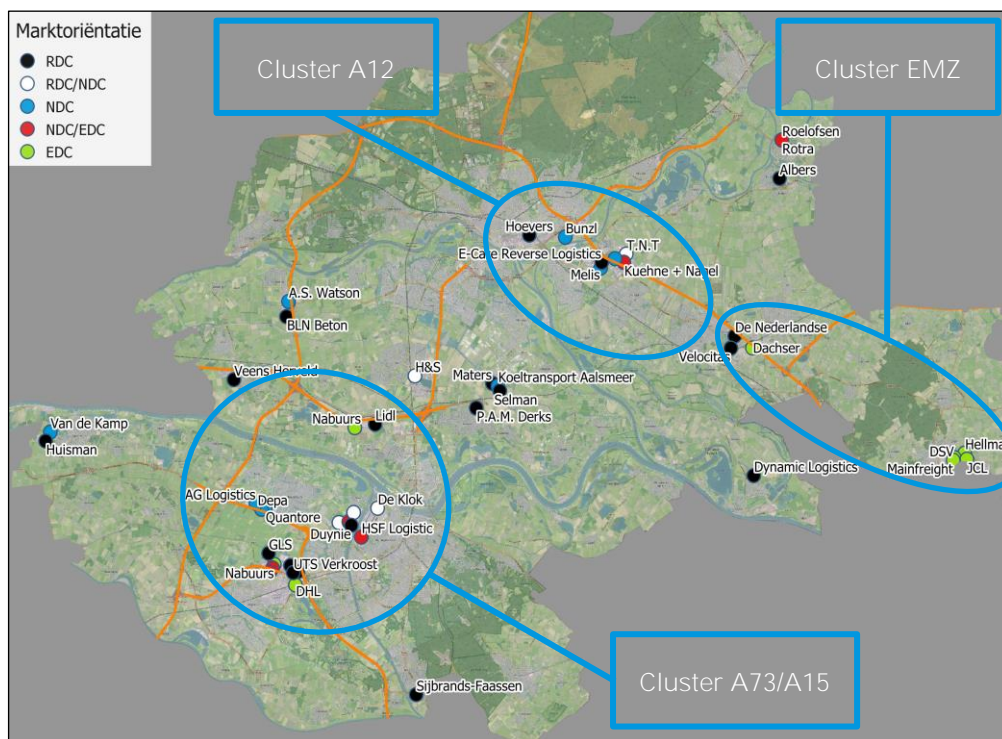 Marktoriëntatie
RDC
RDC/NDC
NDC
NDC/EDC
EDC
Cluster A12
Cluster EMZ
Roelofsen
Rotra
Albers
Hoevers
Bunzl
T.N.T
E-Care Reverse Logistics
Kuehne + Nagel
Melis
A.S. Watson
BLN Beton
De Nederlandse
Dachser
Velocitas
Veens Herveld
H&S
Maters
Koeltransport Aalsmeer
Selman
P.A.M. Derks
Nabuurs
Lidl
Van de Kamp
Huisman
Hellma
DSV
JCL
Mainfreight
Dynamic Logistics
AG Logistics
Depa
De Klok
Quantore
Duynie
HSF Logistic
GLS
UTS Verkroost
Nabuurs
DHL
Cluster A73/A15
Sijbrands-Faassen